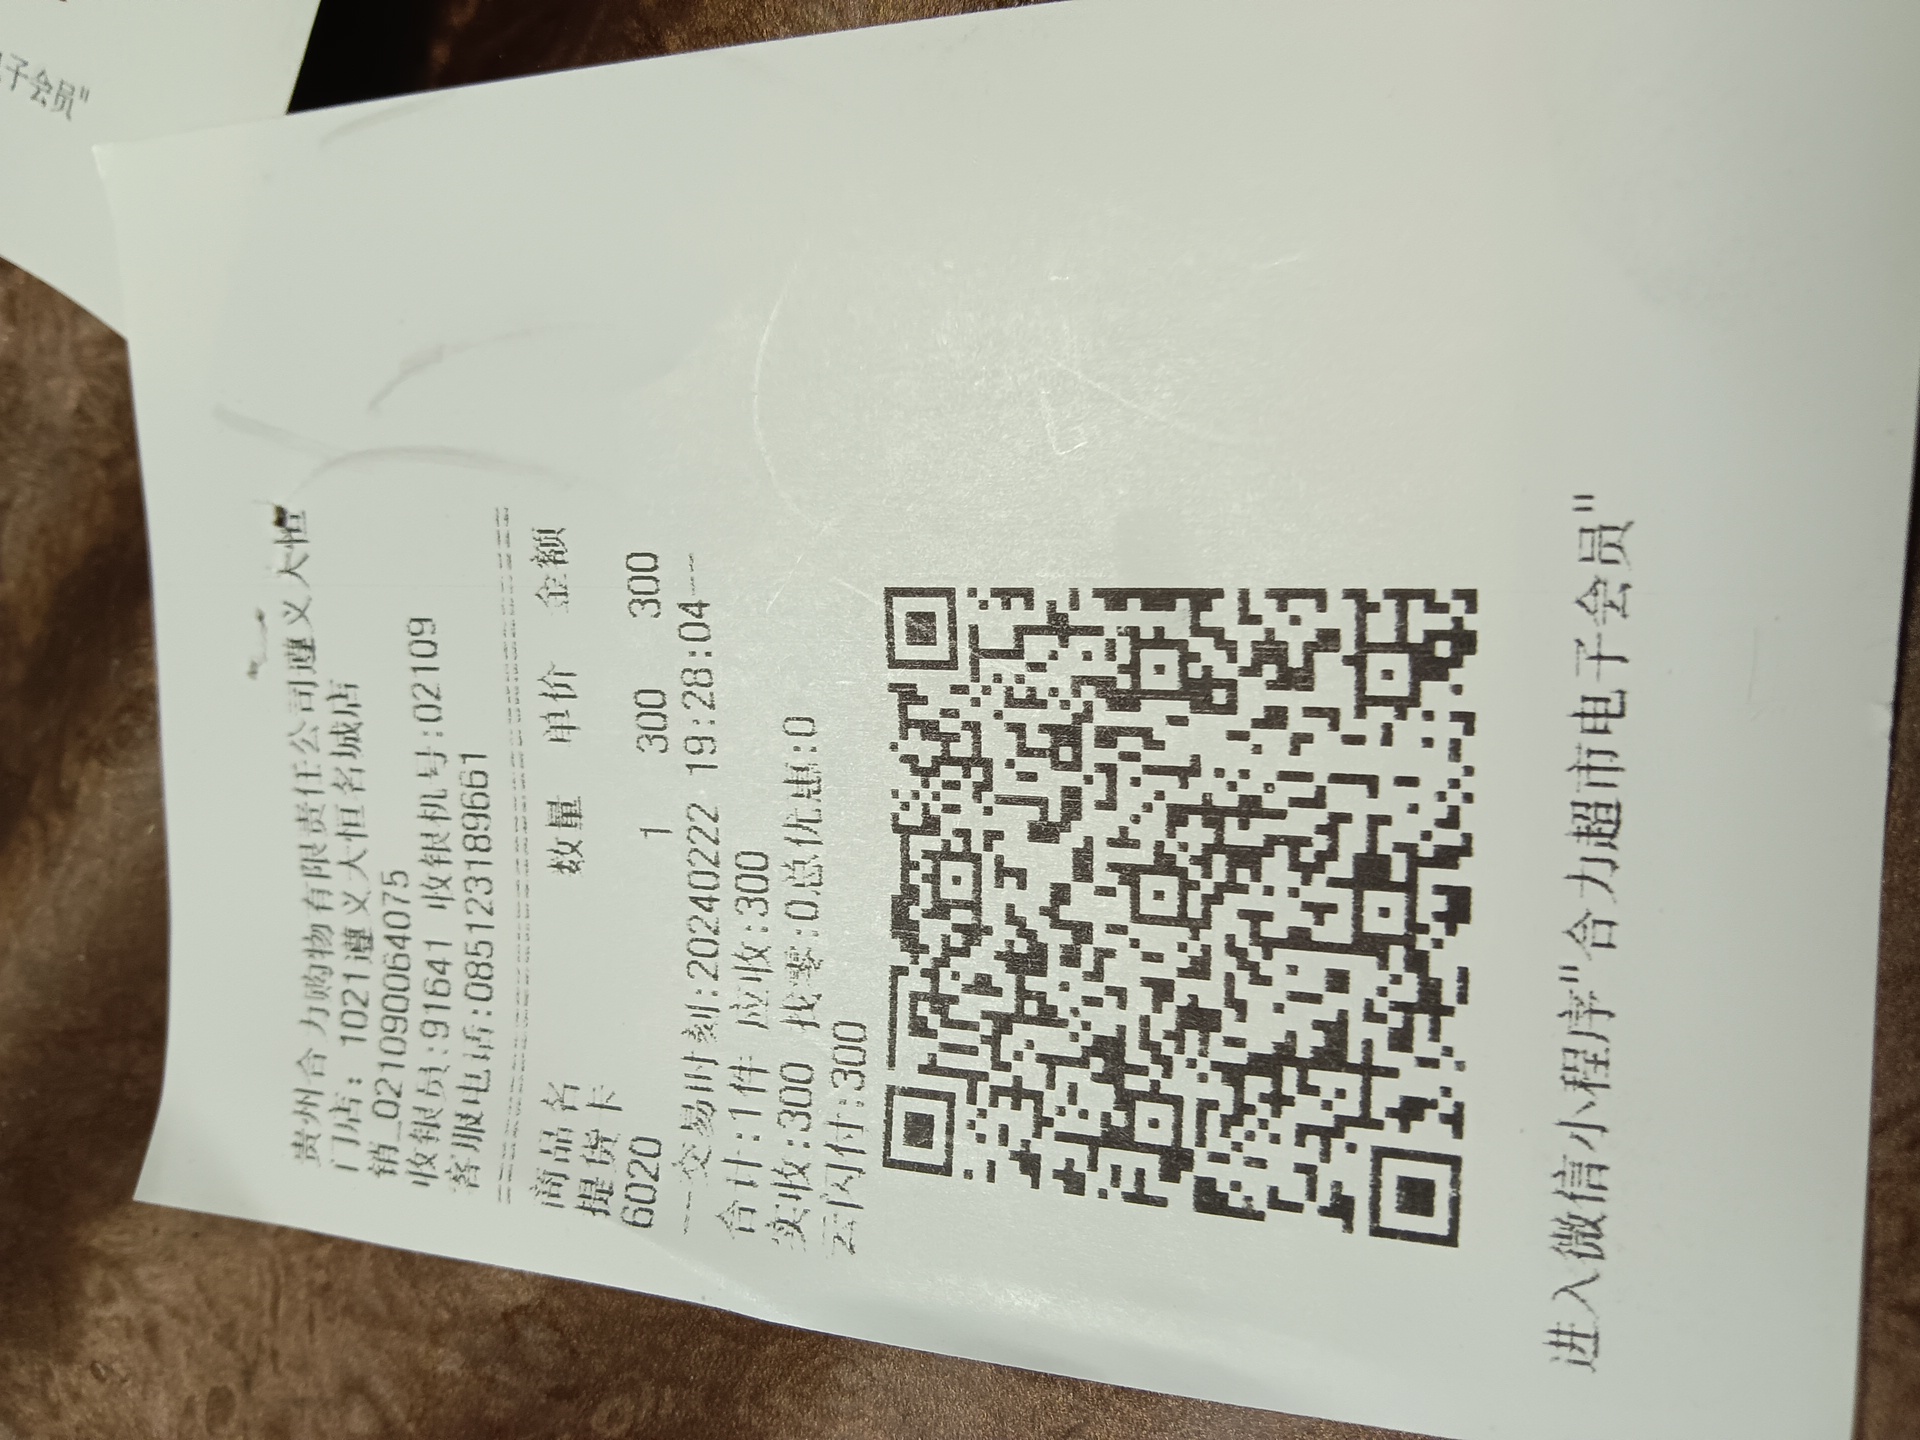 子会员"
贵州合力购物有限责任公司遵义大恒
门店: 1021遵义大恒名城店
销_0210900064075
收银员:91641 收银机号:02109
客服电话:085123189661
商品名 数量 单价 金额
提货卡
6020 1 300 300
---交易时刻:20240222 19:28:04---
合计:1件 应收:300
实收:300 找零:0总优惠:0
云闪付:300
进入微信小程序"合力超市电子会员"